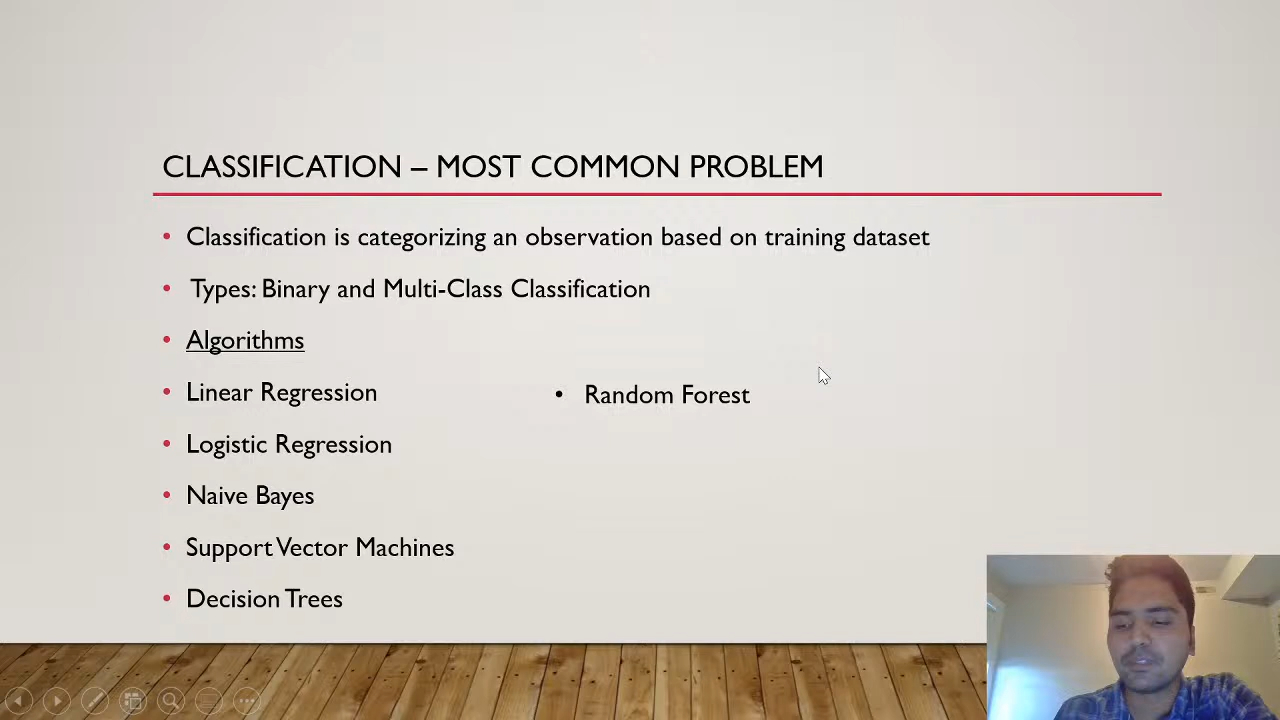 CLASSIFICATION – MOST COMMON PROBLEM
• Classification is categorizing an observation based on training dataset
• Types: Binary and Multi-Class Classification
• Algorithms
• Linear Regression
• Logistic Regression
• Naive Bayes
• Support Vector Machines
• Decision Trees
• Random Forest